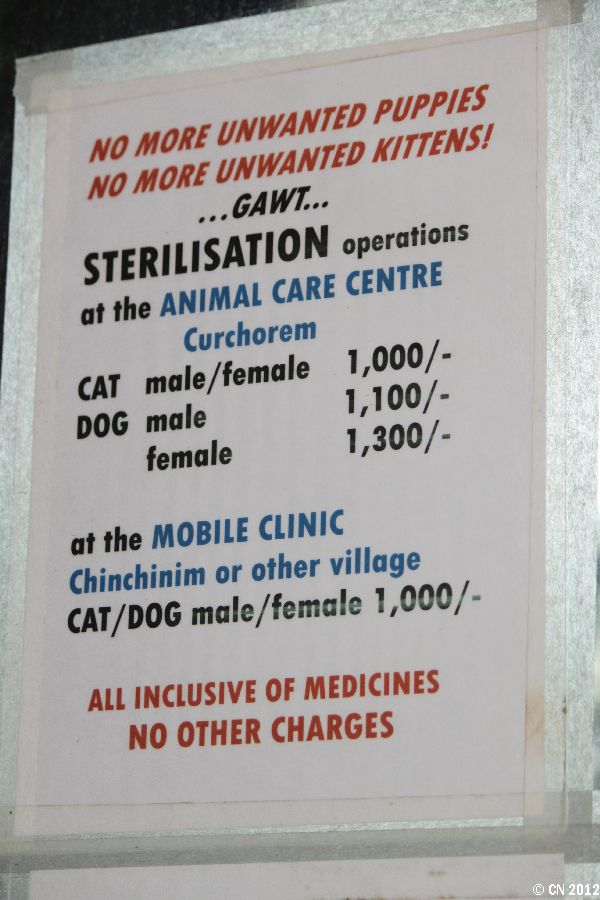 NO MORE UNWANTED PUPPIES
NO MORE UNWANTED KITTENS!
...GAWT...
STERILISATION operations
at the ANIMAL CARE CENTRE
Curchorem
CAT male/female 1,000/-
DOG male 1,100/-
female 1,300/-
at the MOBILE CLINIC
Chinchinim or other village
CAT/DOG male/female 1,000/-
ALL INCLUSIVE OF MEDICINES
NO OTHER CHARGES
© CN 2012